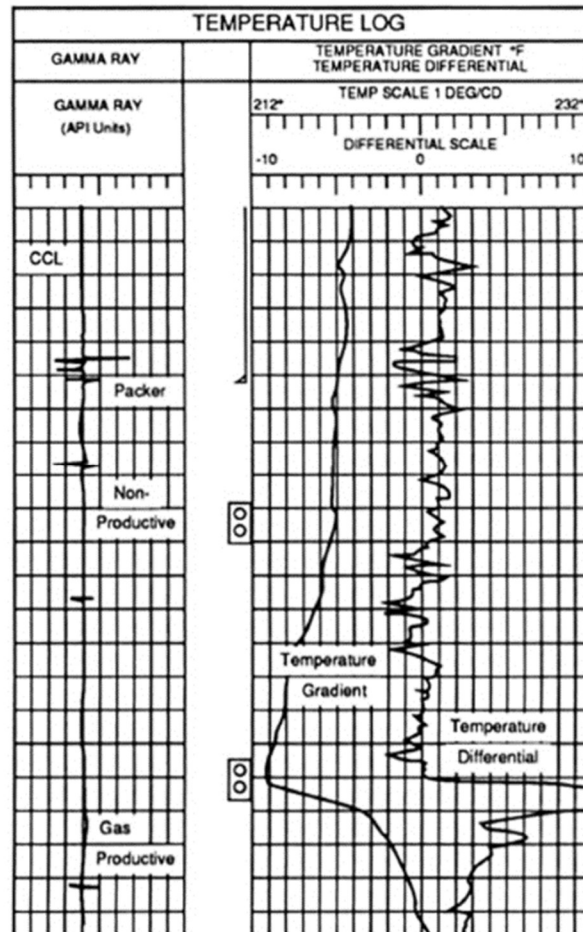 TEMPERATURE LOG
GAMMA RAY
TEMPERATURE GRADIENT °F
TEMPERATURE DIFFERENTIAL
GAMMA RAY
(API Units)
TEMP SCALE 1 DEG/CD
212° 232°
DIFFERENTIAL SCALE
-10 0 10
CCL
Packer
Non-
Productive
Temperature
Gradient
Temperature
Differential
Gas
Productive